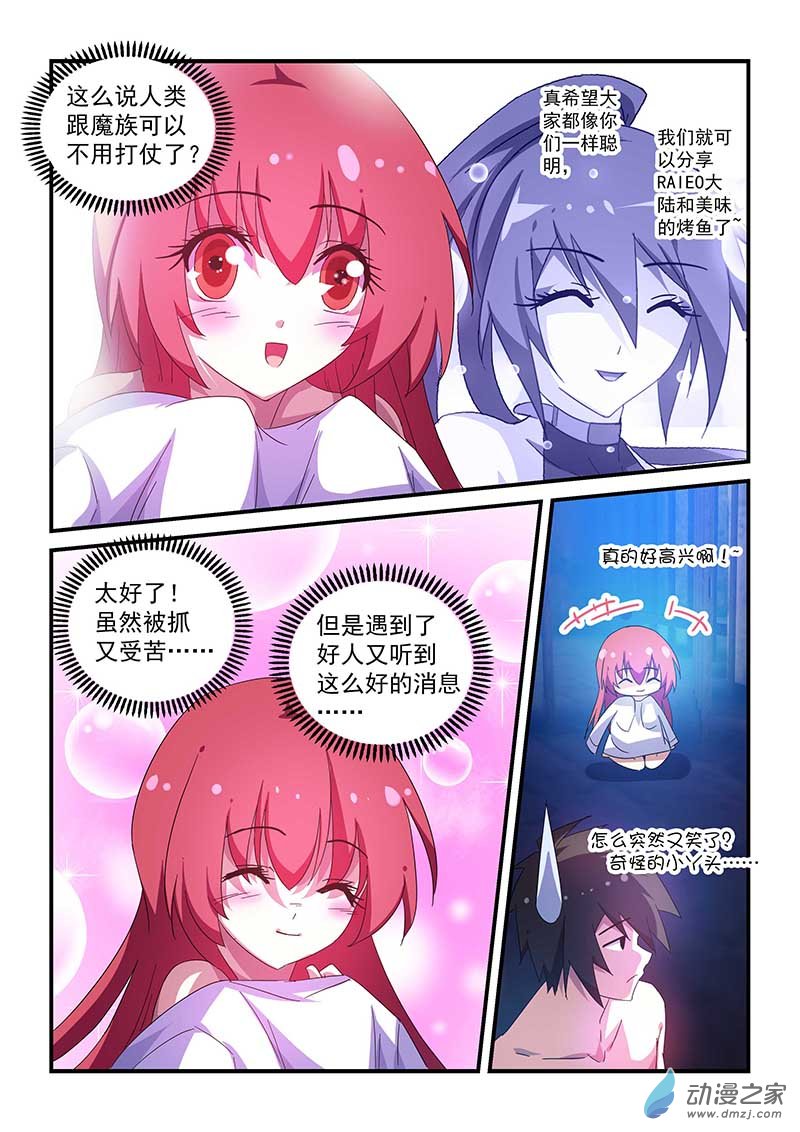 这么说人类
跟魔族可以
不用打仗了?
真希望大
家都像你
们一样聪
明,
我们就可
以分享
RAIEO大
陆和美味
的烤鱼了~
太好了!
虽然被抓
又受苦……
但是遇到了
好人又听到
这么好的消息
……
真的好高兴啊!~
怎么突然又笑了?
奇怪的小丫头……
动漫之家
www.dmzj.com